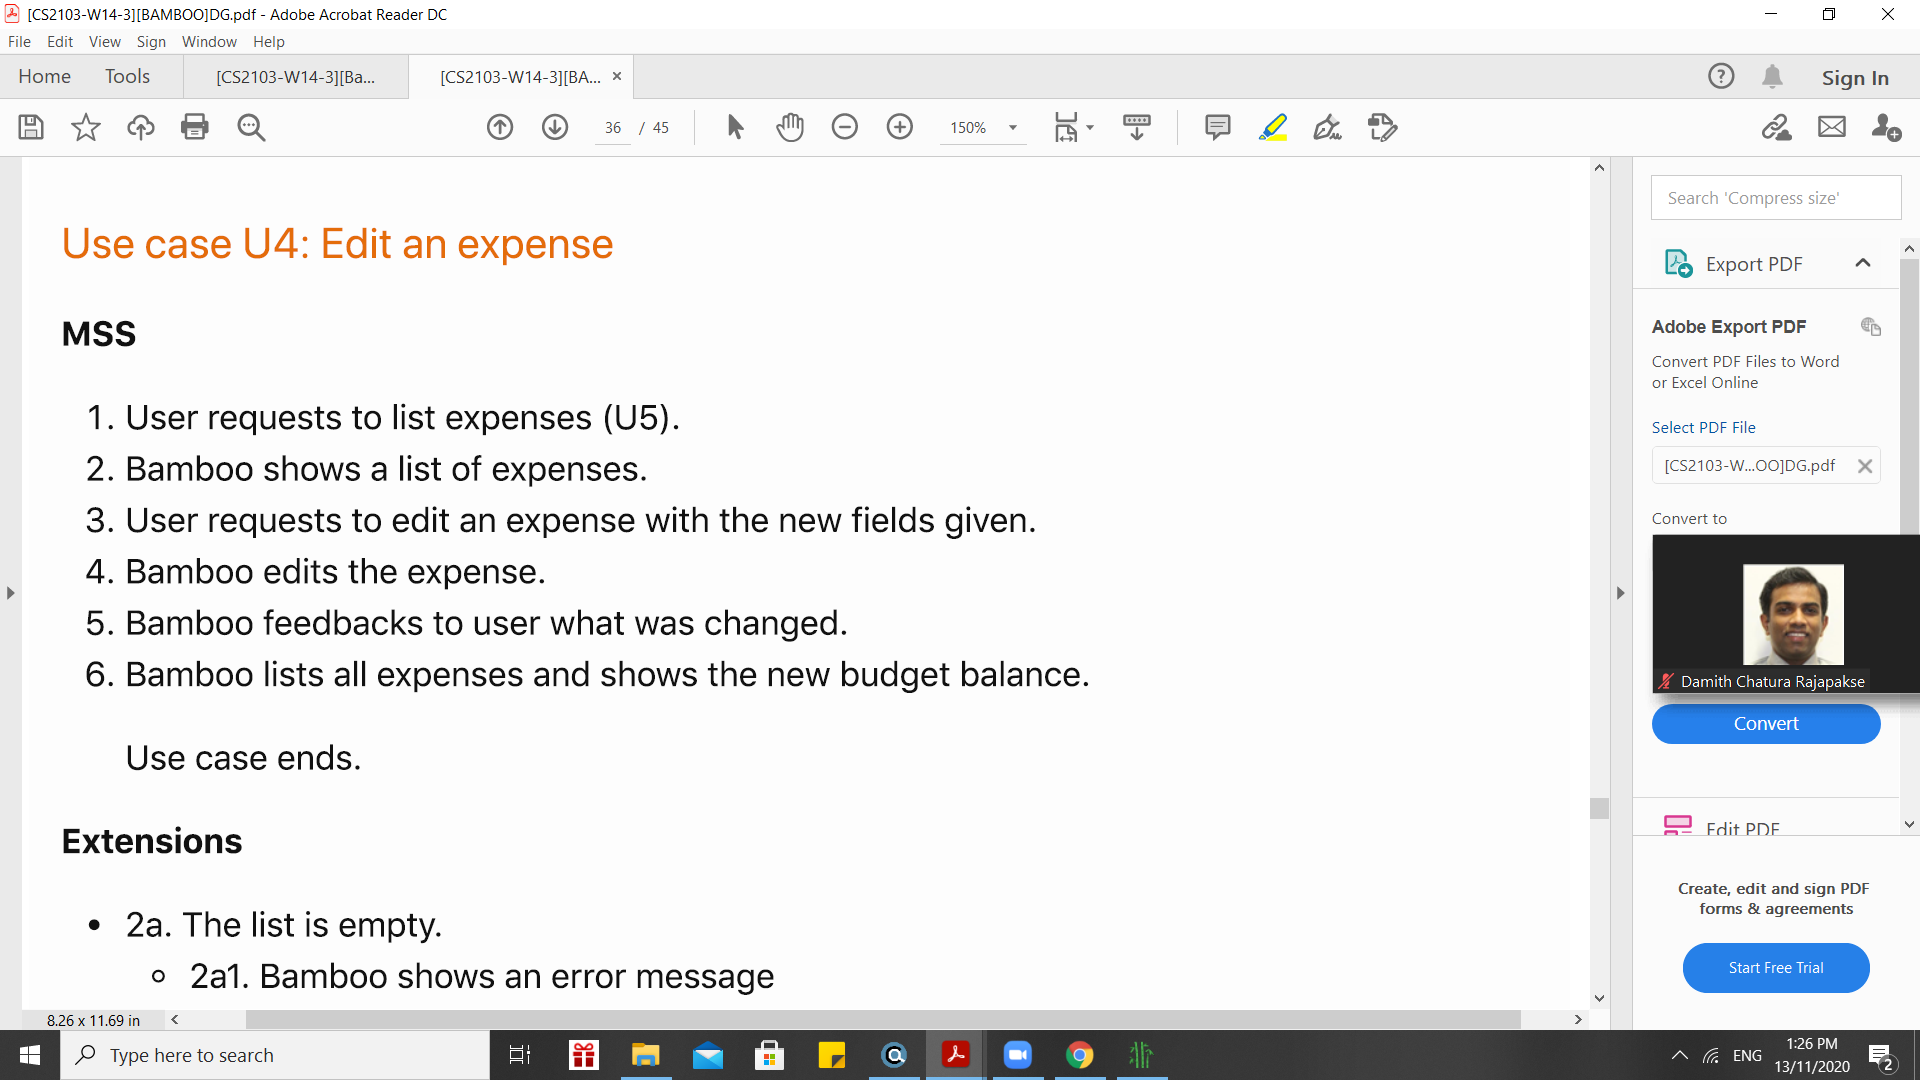 [CS2103-W14-3][BAMBOO]DG.pdf - Adobe Acrobat Reader DC
File Edit View Sign Window Help
Home Tools [CS2103-W14-3][Ba... [CS2103-W14-3][BA... × Sign In
36 / 45 150%
Use case U4: Edit an expense
MSS
1. User requests to list expenses (U5).
2. Bamboo shows a list of expenses.
3. User requests to edit an expense with the new fields given.
4. Bamboo edits the expense.
5. Bamboo feedbacks to user what was changed.
6. Bamboo lists all expenses and shows the new budget balance.
Use case ends.
Extensions
• 2a. The list is empty.
◦ 2a1. Bamboo shows an error message
8.26 x 11.69 in
Search 'Compress size'
Export PDF
Adobe Export PDF
Convert PDF Files to Word
or Excel Online
Select PDF File
[CS2103-W...OO]DG.pdf
Convert to
Damith Chatura Rajapakse
Convert
Edit PDF
Create, edit and sign PDF
forms & agreements
Start Free Trial
Type here to search
ENG
1:26 PM
13/11/2020
2